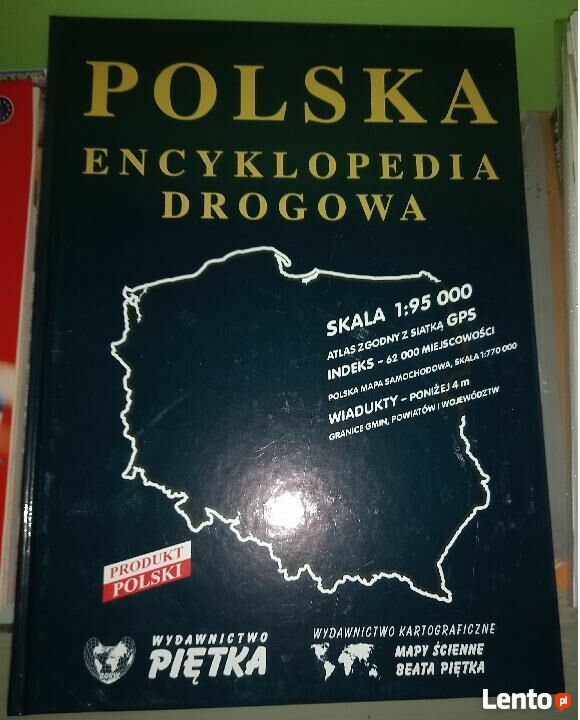 POLSKA
ENCYKLOPEDIA
DROGOWA
SKALA 1:95 000
ATLAS ZGODNY Z SIATKĄ GPS
INDEKS – 62 000 MIEJSCOWOŚCI
POLSKA MAPA SAMOCHODOWA, SKALA 1:770 000
WIADUKTY – PONIŻEJ 4 m
GRANICE GMIN, POWIATÓW I WOJEWÓDZTW
PRODUKT
POLSKI
WYDAWNICTWO
PIĘTKA
WYDAWNICTWO KARTOGRAFICZNE
MAPY ŚCIENNE
BEATA PIĘTKA
Lento.pl